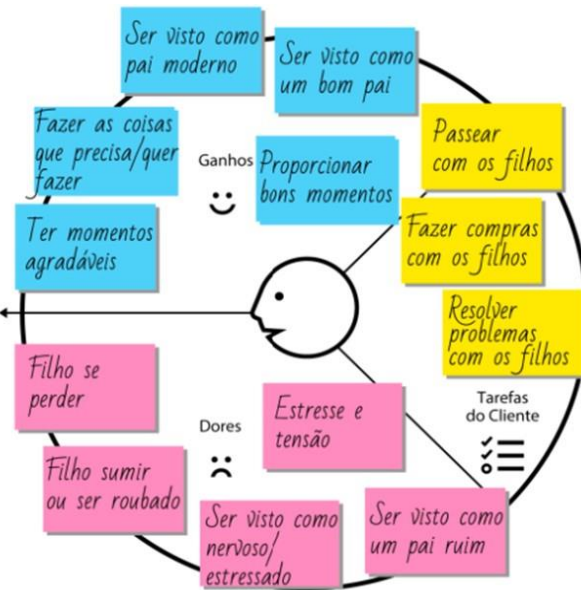 Ser visto como
pai moderno
Ser visto como
um bom pai
Fazer as coisas
que precisa/quer
fazer
Ganhos
Proporcionar
bons momentos
Passear
com os filhos
Ter momentos
agradáveis
Fazer compras
com os filhos
Resolver
problemas
com os filhos
Filho se
perder
Estresse e
tensão
Tarefas
do Cliente
Dores
Filho sumir
ou ser roubado
Ser visto como
nervoso/
estressado
Ser visto como
um pai ruim